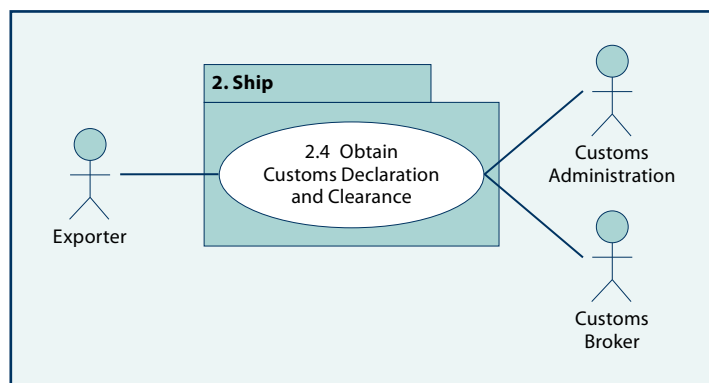 2. Ship
2.4 Obtain
Customs Declaration
and Clearance
Exporter
Customs
Administration
Customs
Broker